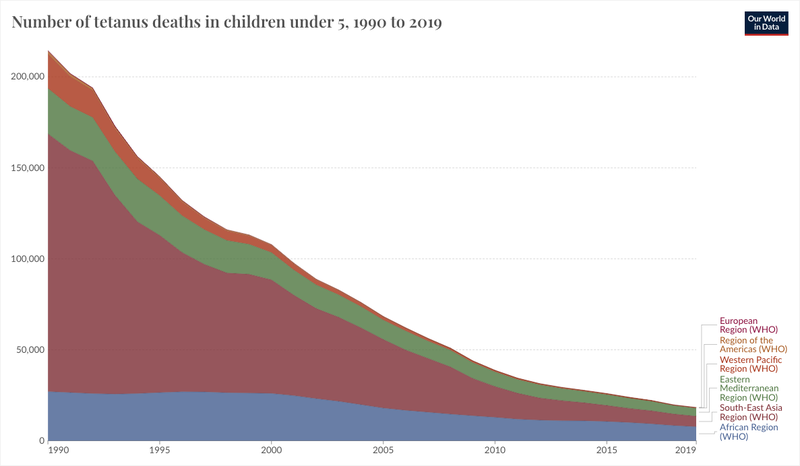 Number of tetanus deaths in children under 5, 1990 to 2019
Our World
in Data
200,000
150,000
100,000
50,000
0
1990
1995
2000
2005
2010
2015
2019
European
Region (WHO)
Region of the
Americas (WHO)
Western Pacific
Region (WHO)
Eastern
Mediterranean
Region (WHO)
South-East Asia
Region (WHO)
African Region
(WHO)